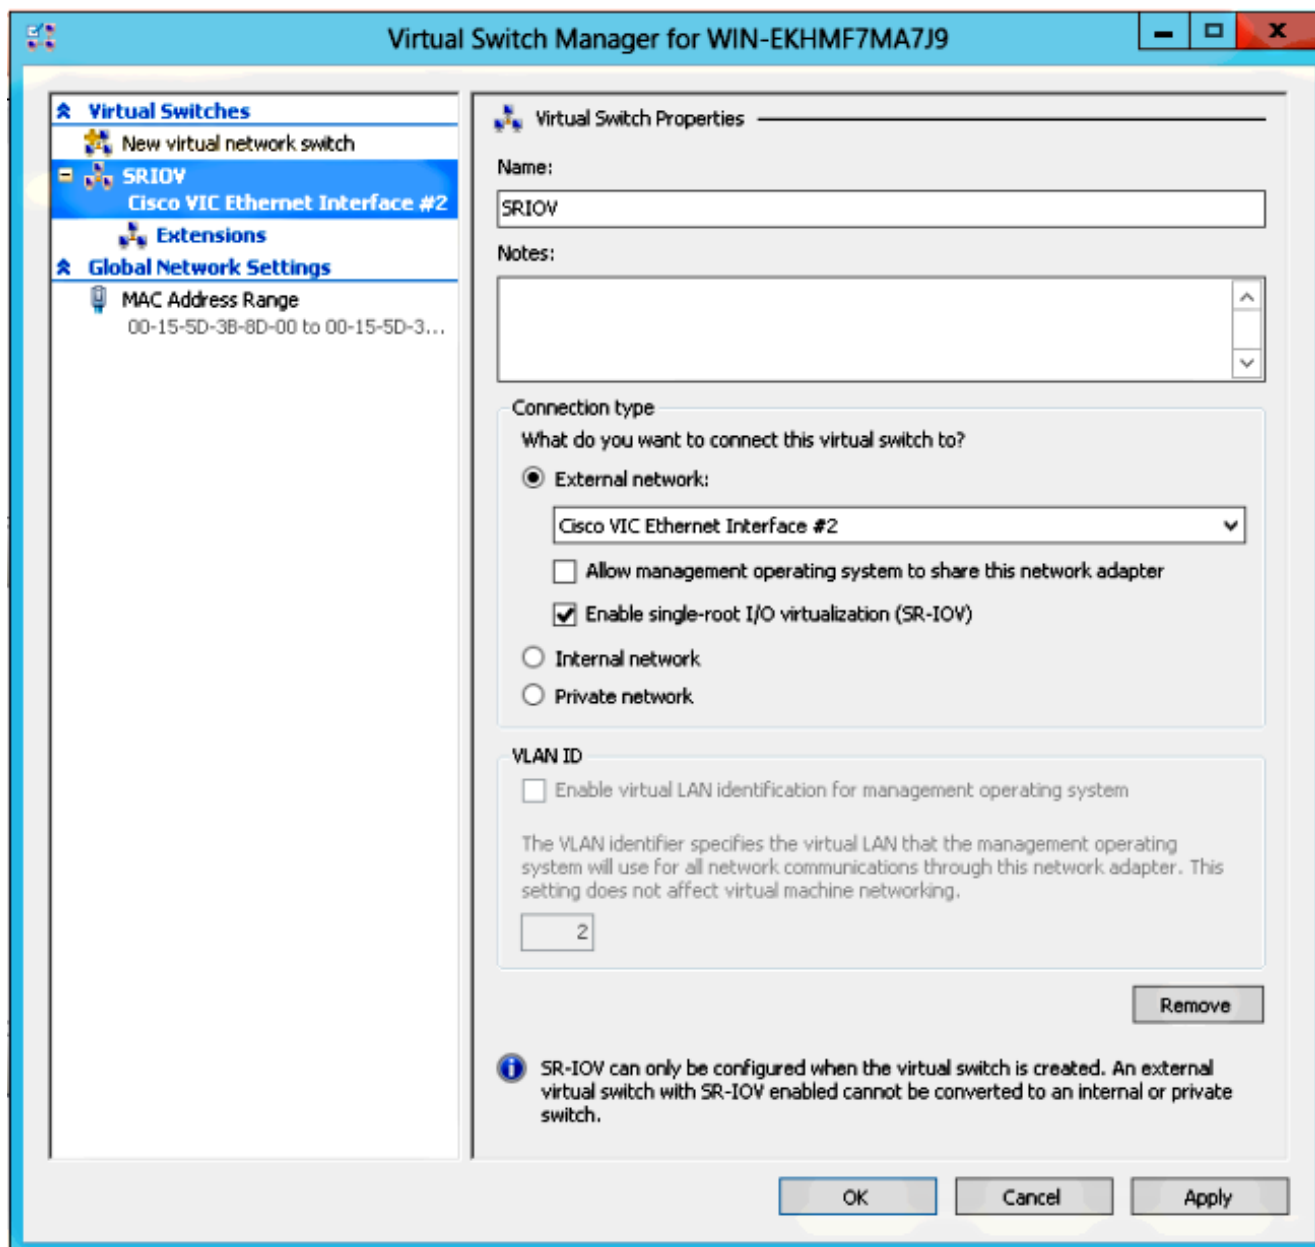 Virtual Switch Manager for WIN-EKHMF7MA7J9
X
Virtual Switches
New virtual network switch
SRIOV
Cisco VIC Ethernet Interface #2
Extensions
Global Network Settings
MAC Address Range
00-15-5D-3B-8D-00 to 00-15-5D-3...
Virtual Switch Properties
Name:
SRIOV
Notes:
Connection type
What do you want to connect this virtual switch to?
External network:
Cisco VIC Ethernet Interface #2
Allow management operating system to share this network adapter
Enable single-root I/O virtualization (SR-IOV)
Internal network
Private network
VLAN ID
Enable virtual LAN identification for management operating system
The VLAN identifier specifies the virtual LAN that the management operating
system will use for all network communications through this network adapter. This
setting does not affect virtual machine networking.
2
Remove
SR-IOV can only be configured when the virtual switch is created. An external
virtual switch with SR-IOV enabled cannot be converted to an internal or private
switch.
OK
Cancel
Apply